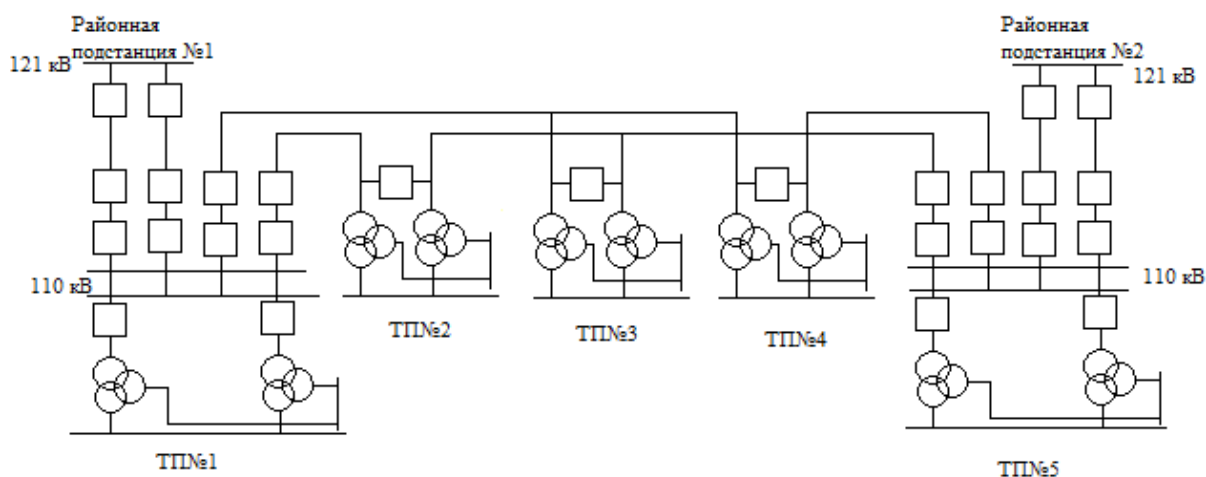 Районная
подстанция №1
121 кВ
Районная
подстанция №2
121 кВ
110 кВ
110 кВ
ТП№2
ТП№3
ТП№4
ТП№1
ТП№5